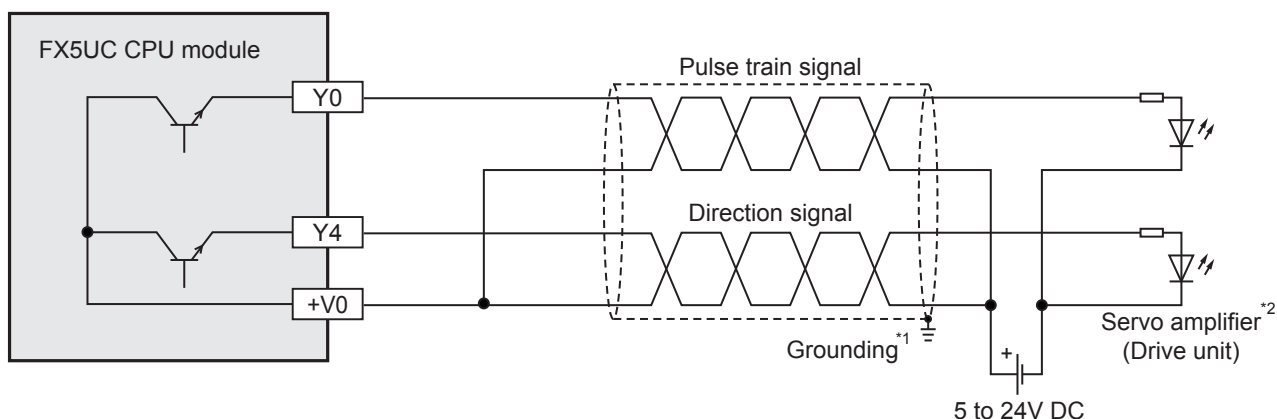 FX5UC CPU module
Y0
Pulse train signal
Y4
Direction signal
+V0
Grounding*1
+
Servo amplifier*2
(Drive unit)
5 to 24V DC